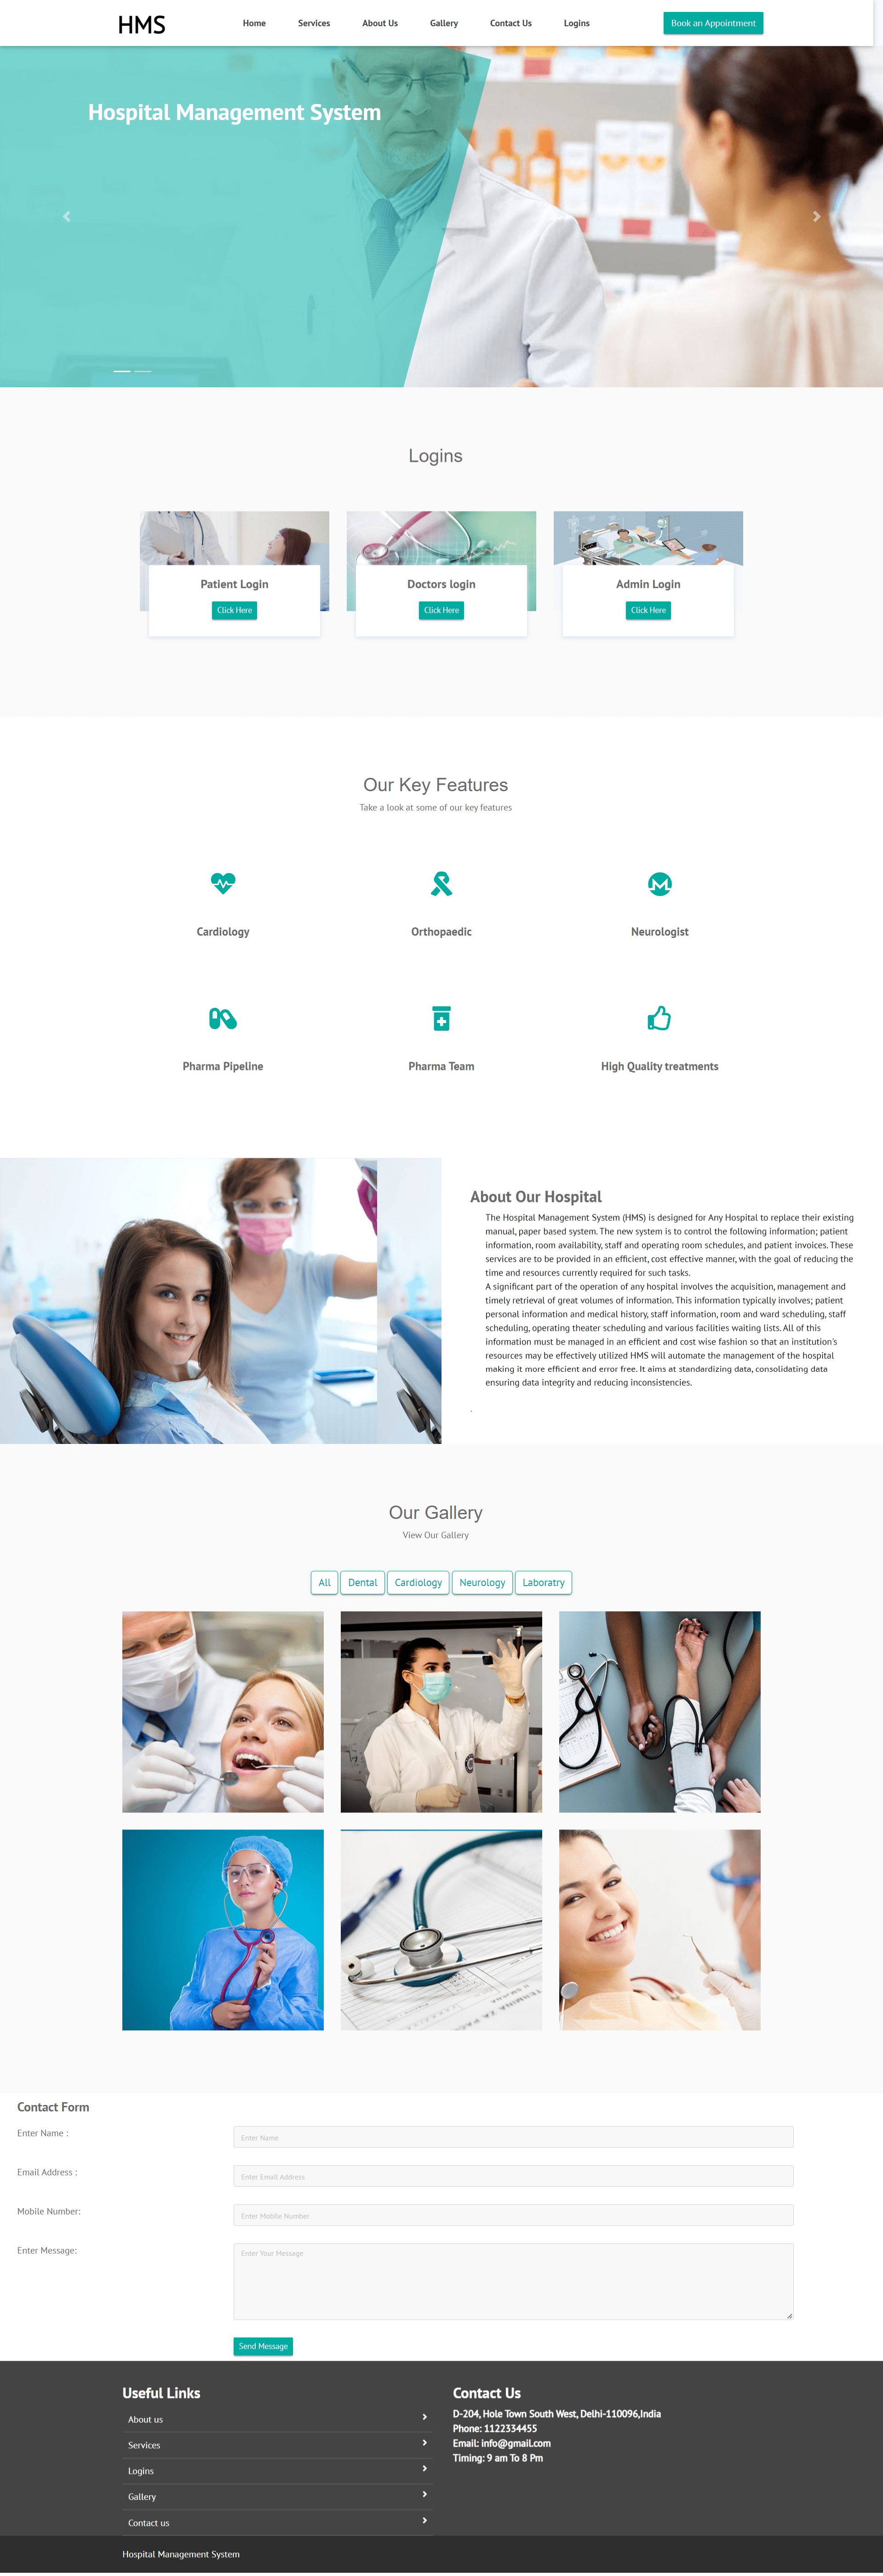 HMS
Home
Services
About Us
Gallery
Contact Us
Logins
Book an Appointment
Hospital Management System
Logins
Patient Login
Click Here
Doctors login
Click Here
Admin Login
Click Here
Our Key Features
Take a look at some of our key features
Cardiology
Orthopaedic
Neurologist
Pharma Pipeline
Pharma Team
High Quality treatments
About Our Hospital
The Hospital Management System (HMS) is designed for Any Hospital to replace their existing
manual, paper based system. The new system is to control the following information; patient
information, room availability, staff and operating room schedules, and patient invoices. These
services are to be provided in an efficient, cost effective manner, with the goal of reducing the
time and resources currently required for such tasks.
A significant part of the operation of any hospital involves the acquisition, management and
timely retrieval of great volumes of information. This information typically involves; patient
personal information and medical history, staff information, room and ward scheduling, staff
scheduling, operating theater scheduling and various facilities waiting lists. All of this
information must be managed in an efficient and cost wise fashion so that an institution's
resources may be effectively utilized HMS will automate the management of the hospital
making it more efficient and error free. It aims at standardizing data, consolidating data
ensuring data integrity and reducing inconsistencies.
.
Our Gallery
View Our Gallery
All
Dental
Cardiology
Neurology
Laboratry
Contact Form
Enter Name :
Enter Name
Email Address :
Enter Email Address
Mobile Number:
Enter Mobile Number
Enter Message:
Enter Your Message
Send Message
Useful Links
About us
Services
Logins
Gallery
Contact us
Contact Us
D-204, Hole Town South West, Delhi-110096,India
Phone: 1122334455
Email: info@gmail.com
Timing: 9 am To 8 Pm
Hospital Management System